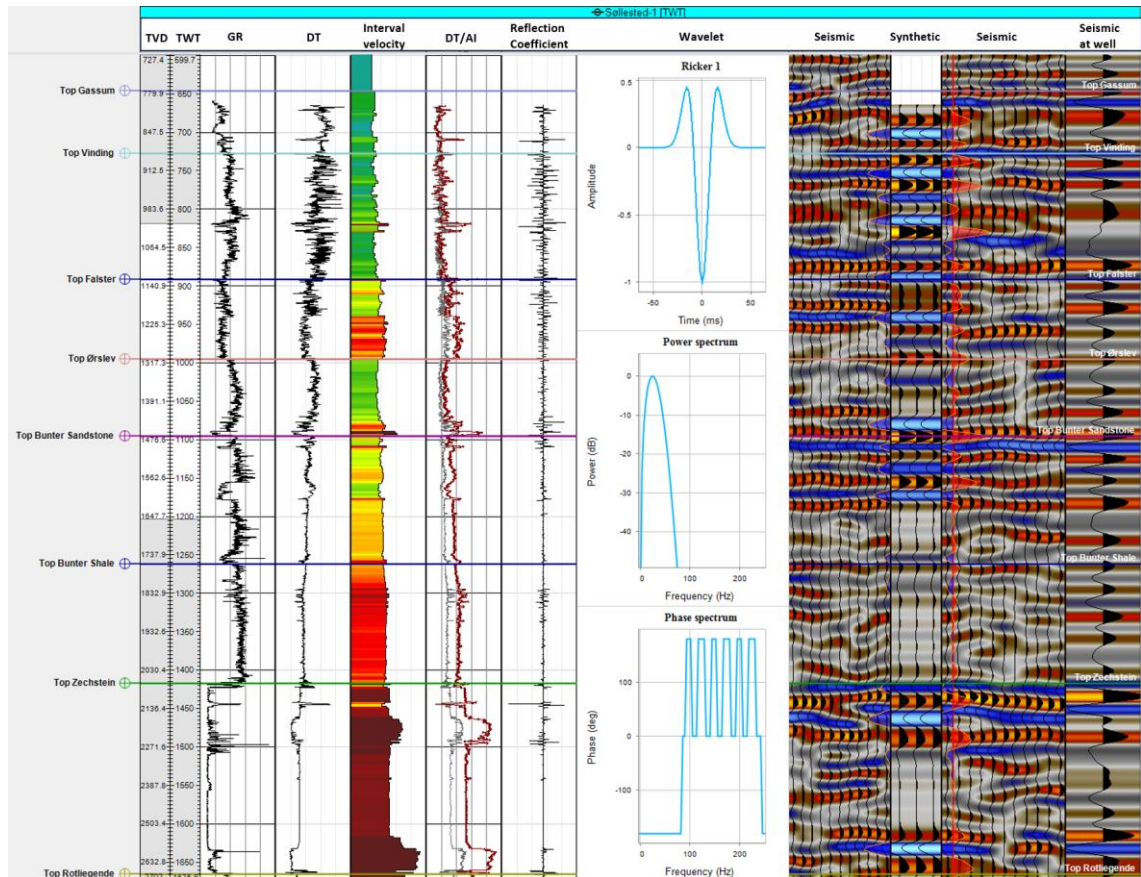 Søllested-1 [TWT]
TVD TWT GR DT Interval velocity DT/AI Reflection Coefficient Wavelet Seismic Synthetic Seismic Seismic at well
727.4 599.7
Top Gassum 779.9 650
847.5 700
Top Vinding
912.5 750
983.6 800
1064.5 850
Top Falster
1140.9 900
1225.3 950
Top Ørslev
1317.3 1000
1391.1 1050
Top Bunter Sandstone
1100
1562.6 1150
1200
1250
Top Bunter Shale
1832.9 1300
1932.6 1350
2030.4 1400
Top Zechstein
2136.4 1450
2271.6 1500
2387.8 1550
2503.4 1600
2632.8 1650
Top Rotliegende
Ricker 1
0.5
0
-0.5
-1
Amplitude
-50 0 50
Time (ms)
Power spectrum
0
-10
-20
-30
-40
Power (dB)
0 200
Frequency (Hz)
Phase spectrum
100
0
-100
Phase (deg)
0 200
Frequency (Hz)
Top Gassum
Top Vinding
Top Falster
Top Ørslev
Top Bunter Sandstone
Top Bunter Shale
Top Zechstein
Top Rotliegende